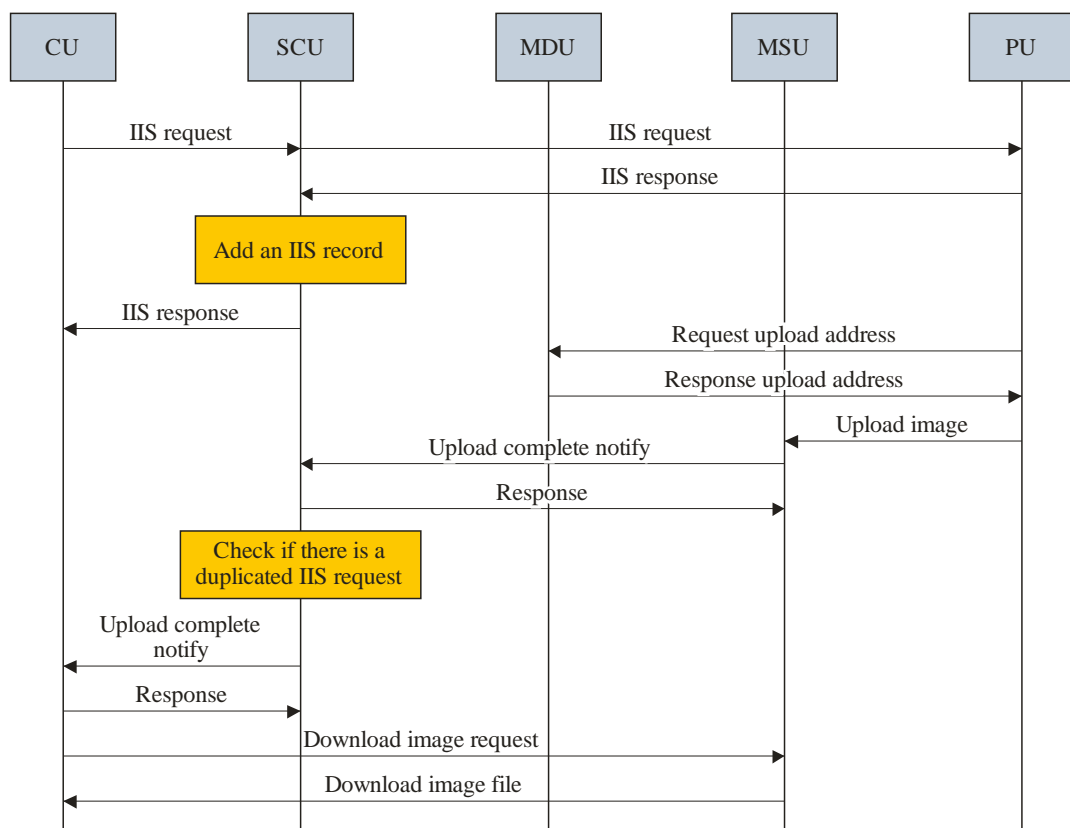 CU
SCU
MDU
MSU
PU
IIS request
IIS request
IIS response
Add an IIS record
IIS response
Request upload address
Response upload address
Upload image
Upload complete notify
Response
Check if there is a
duplicated IIS request
Upload complete
notify
Response
Download image request
Download image file